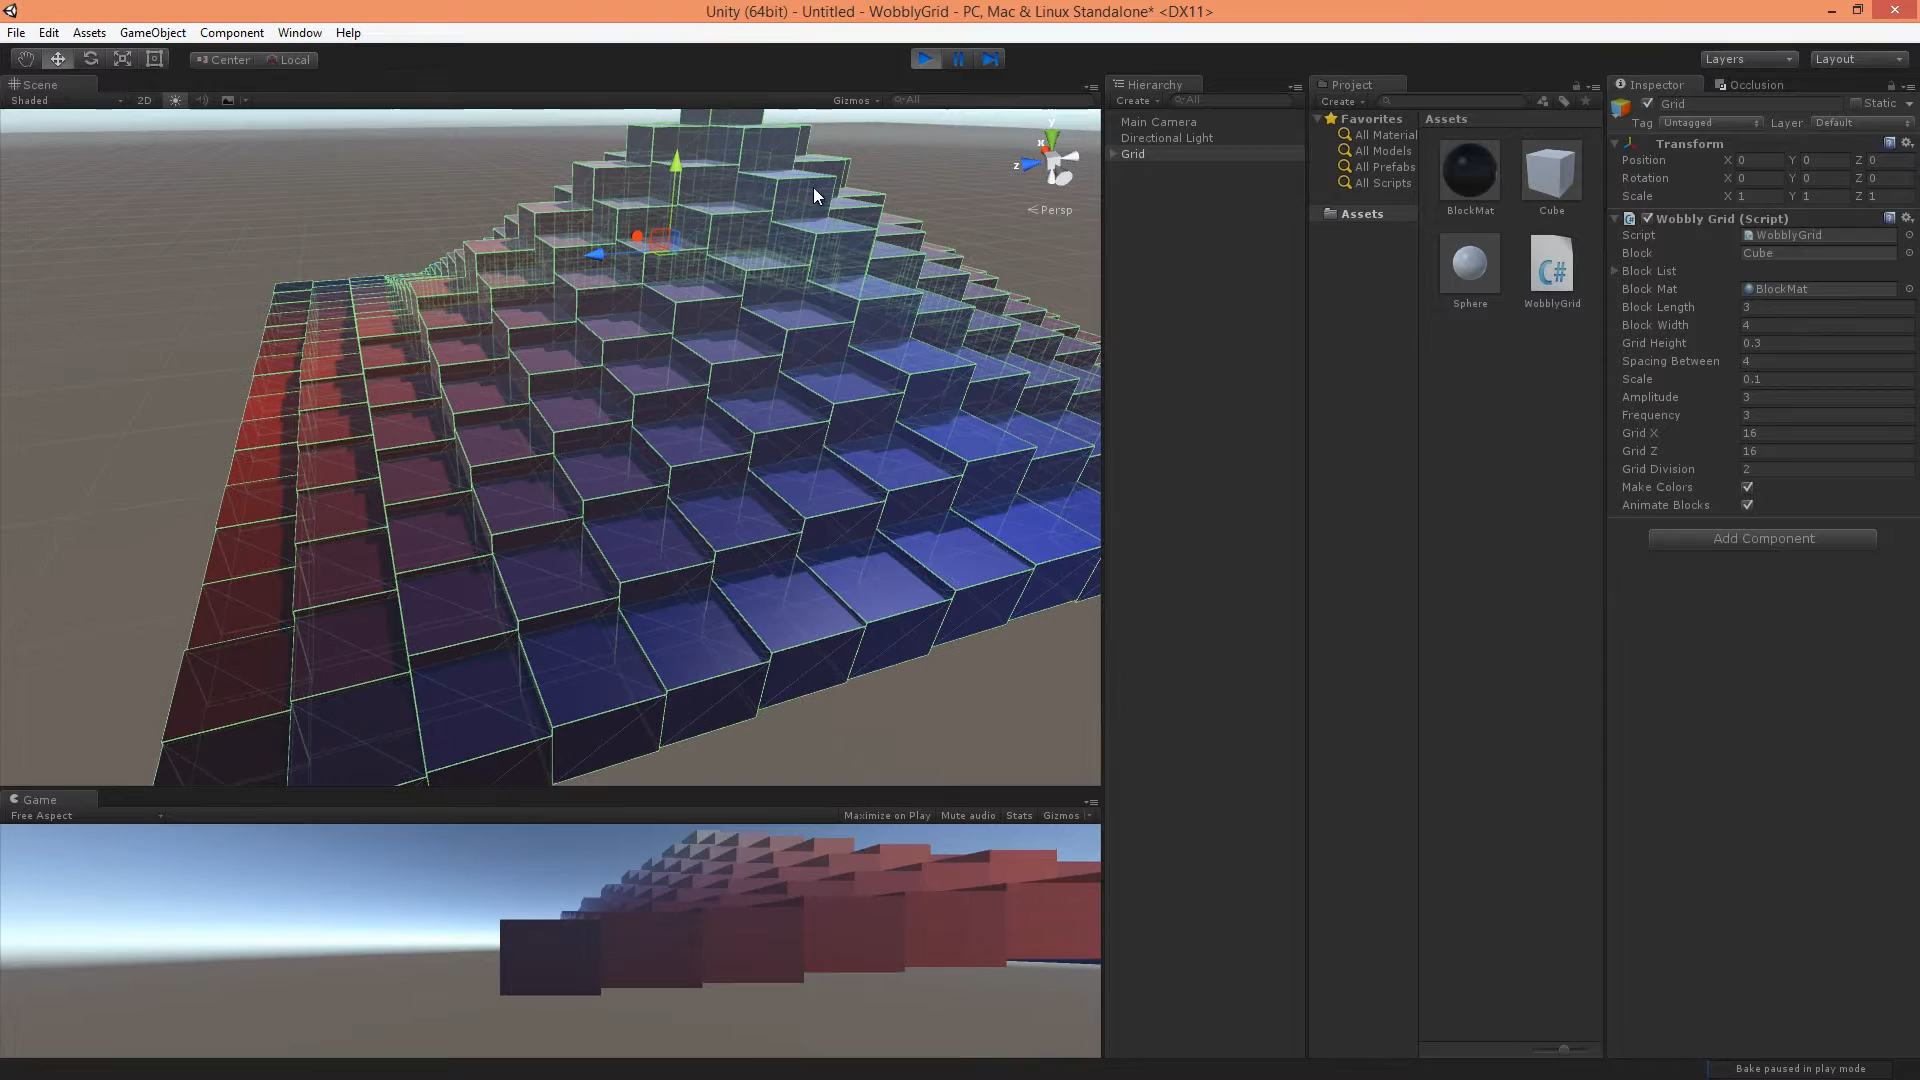 Unity (64bit) - Untitled - WobblyGrid - PC, Mac & Linux Standalone* <DX11>
File Edit Assets GameObject Component Window Help
Center Local Layers Layout
Scene
Shaded 2D Gizmos All
y
x
z
Persp
Game
Free Aspect Maximize on Play Mute audio Stats Gizmos
Hierarchy
Create All
Main Camera
Directional Light
Grid
Project
Create
Favorites
All Material
All Models
All Prefabs
All Scripts
Assets
Assets
BlockMat Cube
C#
Sphere WobblyGrid
Inspector Occlusion
Grid Static
Tag Untagged Layer Default
Transform
Position X 0 Y 0 Z 0
Rotation X 0 Y 0 Z 0
Scale X 1 Y 1 Z 1
Wobbly Grid (Script)
Script WobblyGrid
Block Cube
Block List
Block Mat BlockMat
Block Length 3
Block Width 4
Grid Height 0.3
Spacing Between 4
Scale 0.1
Amplitude 3
Frequency 3
Grid X 16
Grid Z 16
Grid Division 2
Make Colors
Animate Blocks
Add Component
Bake paused in play mode